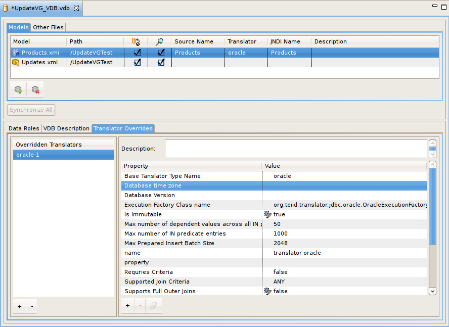 *UpdateVG_VDB.vdb
Models Other Files
Model Path Source Name Translator JNDI Name Description
Products.xmi /UpdateVGTest Products oracle Products
Updates.xmi /UpdateVGTest
Synchronize All
Data Roles VDB Description Translator Overrides
Overridden Translators
oracle-1
Description:
Property Value
Base Tanslator Type Name oracle
Database time zone
Database Version
Execution Factory Class name org.teiid.translator.jdbc.oracle.OracleExecutionFactory
Is Immutable true
Max number of dependent values across all IN p 50
Max number of IN predicate entries 1000
Max Prepared Insert Batch Size 2048
name translator-oracle
property
Requries Criteria false
Supported Join Criteria ANY
Supports Full Outer Joins false